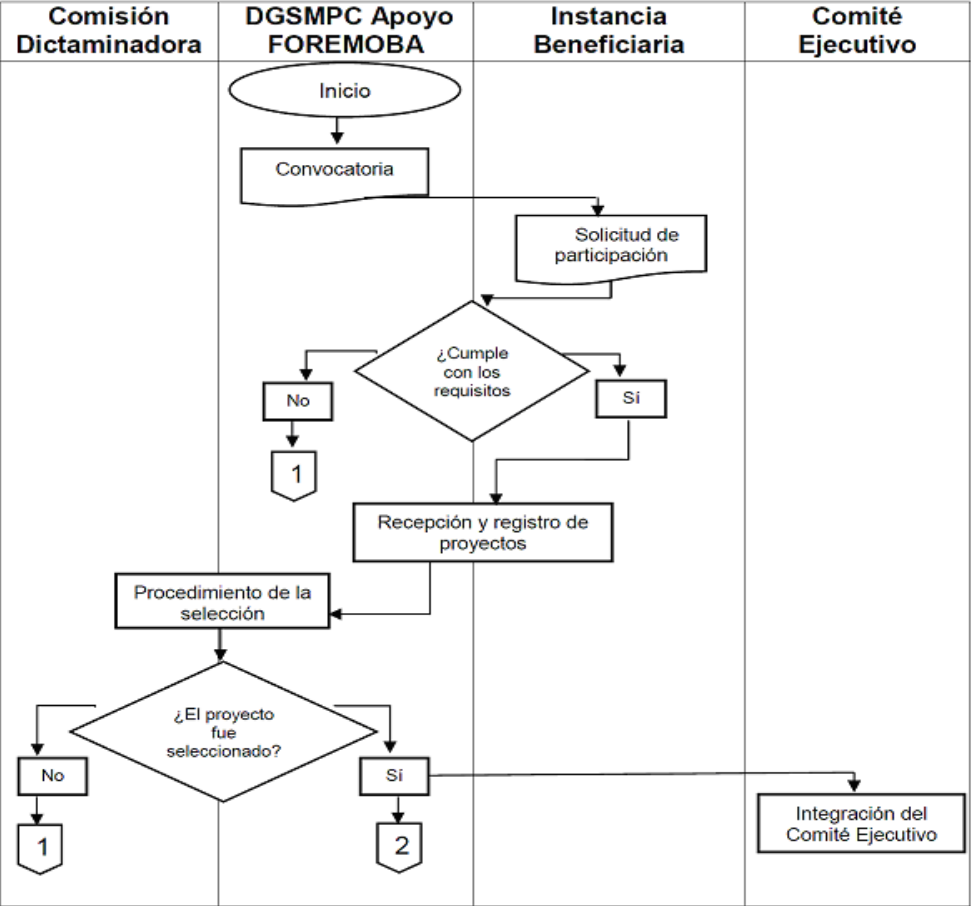 Comisión
Dictaminadora
DGSMPC Apoyo
FOREMOBA
Instancia
Beneficiaria
Comité
Ejecutivo
Inicio
Convocatoria
Solicitud de
participación
¿Cumple
con los
requisitos
No
Sí
1
Recepción y registro de
proyectos
Procedimiento de la
selección
¿El proyecto
fue
seleccionado?
No
Sí
1
2
Integración del
Comité Ejecutivo